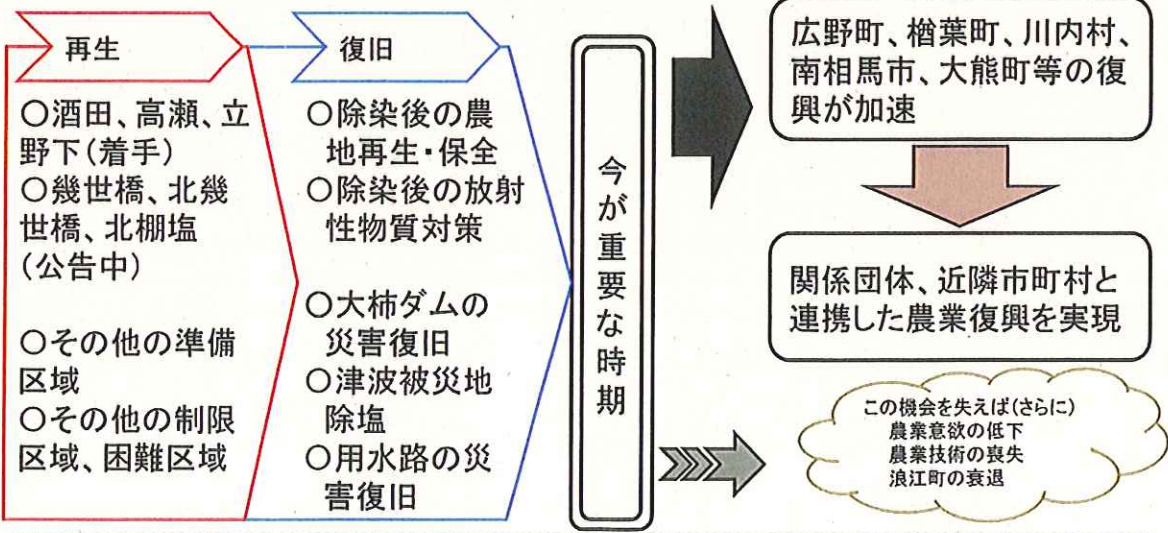 再生
○酒田、高瀬、立
野下(着手)
○幾世橋、北幾
世橋、北棚塩
(公告中)
○その他の準備
区域
○その他の制限
区域、困難区域
復旧
○除染後の農
地再生・保全
○除染後の放射
性物質対策
○大柿ダムの
災害復旧
○津波被災地
除塩
○用水路の災
害復旧
今が重要な時期
広野町、楢葉町、川内村、
南相馬市、大熊町等の復
興が加速
関係団体、近隣市町村と
連携した農業復興を実現
この機会を失えば(さらに)
農業意欲の低下
農業技術の喪失
浪江町の衰退